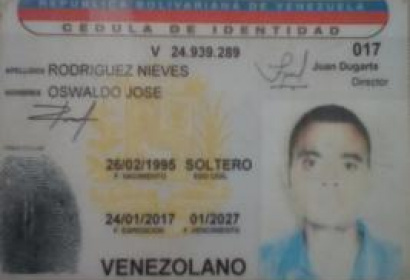 REPUBLICA BOLIVARIANA DE VENEZUELA
CEDULA DE IDENTIDAD
V 24.939.289 017
APELLIDOS RODRIGUEZ NIEVES Juan Dugarte
Director
NOMBRES OSWALDO JOSE
26/02/1995 SOLTERO
F. NACIMIENTO EDO CIVIL
24/01/2017 01/2027
F. EXPEDICION F. VENCIMIENTO
VENEZOLANO